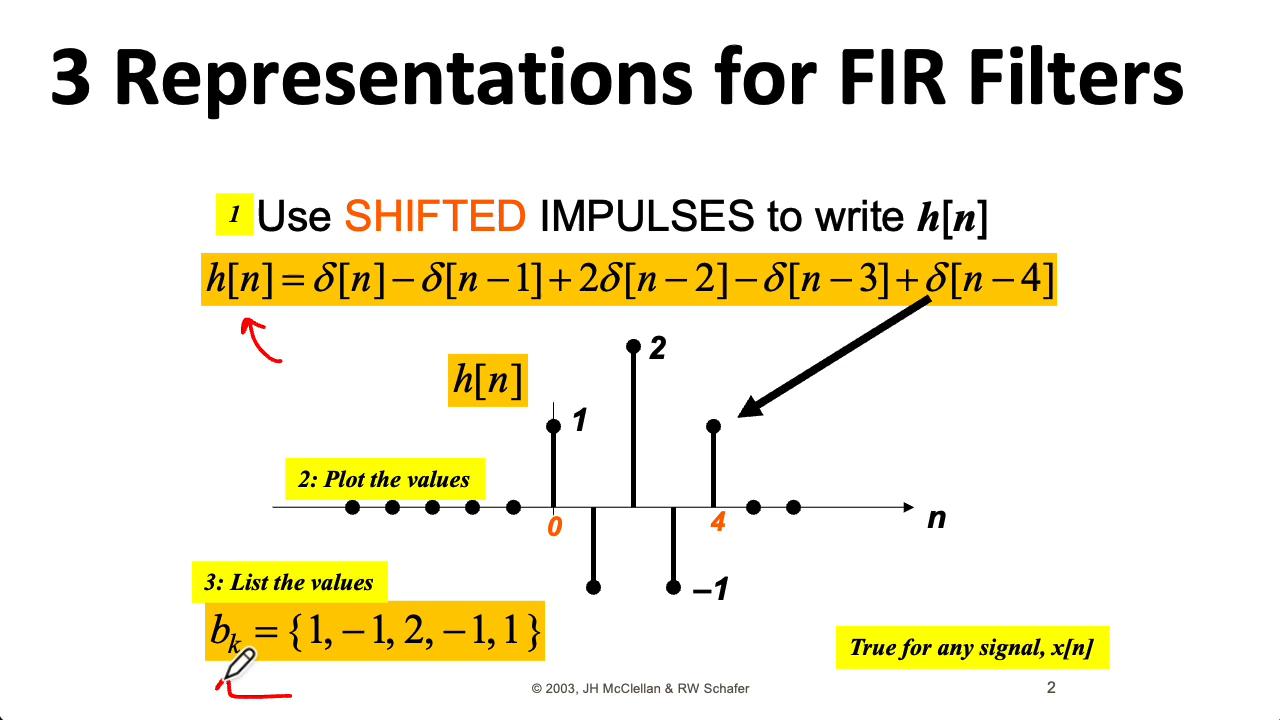 3 Representations for FIR Filters
1 Use SHIFTED IMPULSES to write h[n]
h[n] = δ[n] − δ[n − 1] + 2δ[n − 2] − δ[n − 3] + δ[n − 4]
2
h[n]
1
2: Plot the values
0
4
n
3: List the values
–1
bₖ = {1, −1, 2, −1, 1}
True for any signal, x[n]
© 2003, JH McClellan & RW Schafer
2